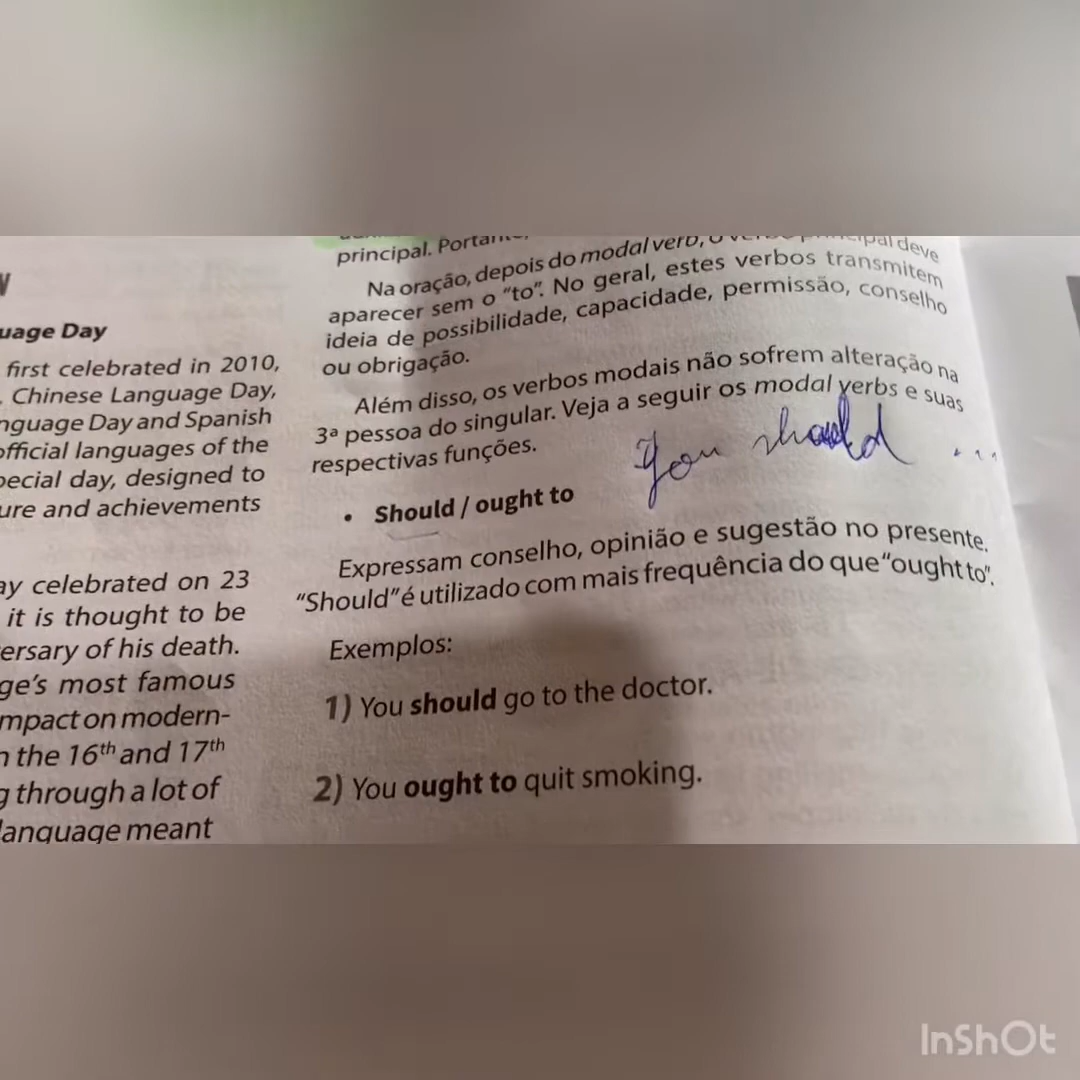 uage Day
first celebrated in 2010,
. Chinese Language Day,
nguage Day and Spanish
official languages of the
pecial day, designed to
ure and achievements
ay celebrated on 23
it is thought to be
ersary of his death.
ge's most famous
mpact on modern-
n the 16th and 17th
g through a lot of
language meant
principal.
Na oração, depois do modal verb, o principal deve
aparecer sem o "to". No geral, estes verbos transmitem
ideia de possibilidade, capacidade, permissão, conselho
ou obrigação.
Além disso, os verbos modais não sofrem alteração na
3ª pessoa do singular. Veja a seguir os modal verbs e suas
respectivas funções.
You should ...
• Should / ought to
Expressam conselho, opinião e sugestão no presente.
"Should" é utilizado com mais frequência do que "ought to".
Exemplos:
1) You should go to the doctor.
2) You ought to quit smoking.
InShOt